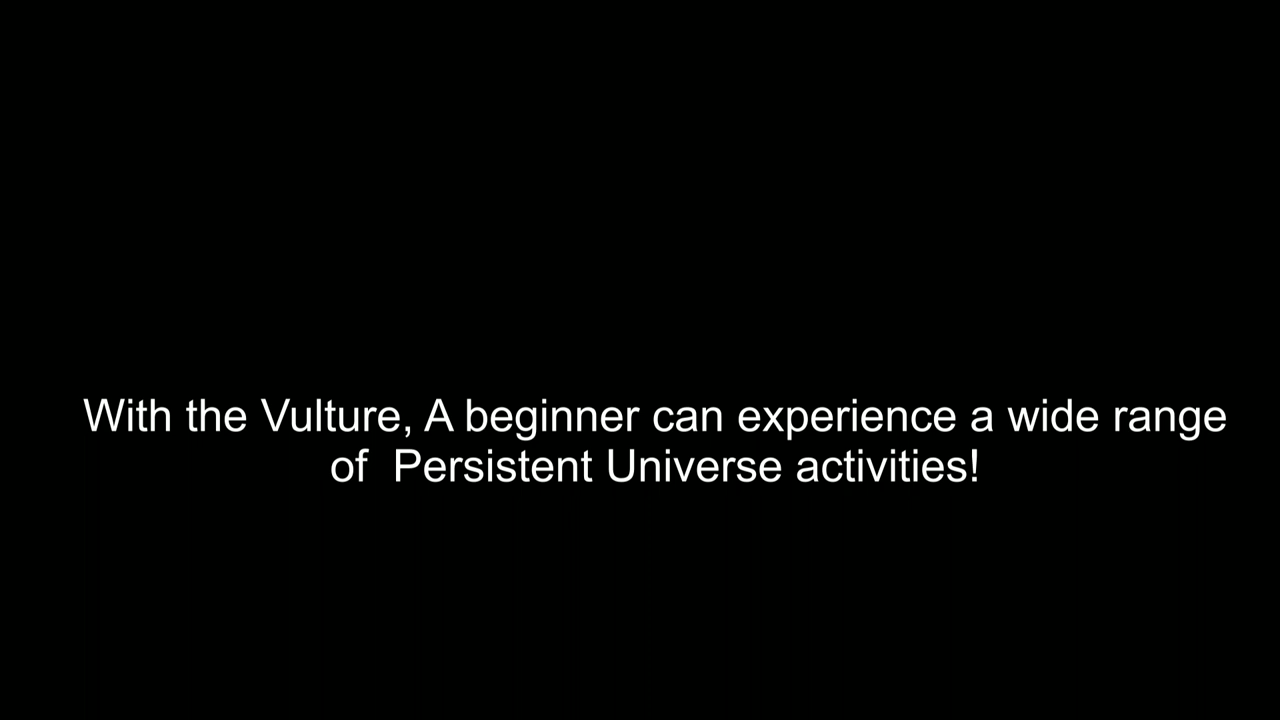 With the Vulture, A beginner can experience a wide range
of  Persistent Universe activities!